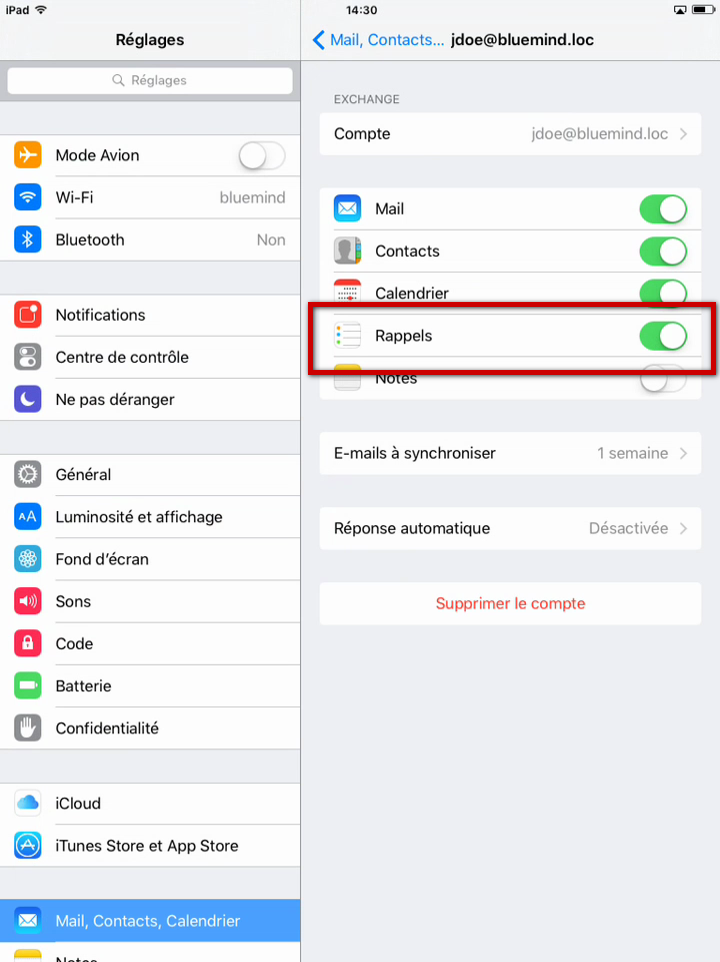 iPad
14:30
Réglages
Mail, Contacts... jdoe@bluemind.loc
Réglages
Mode Avion
Wi-Fi bluemind
Bluetooth Non
Notifications
Centre de contrôle
Ne pas déranger
Général
AA Luminosité et affichage
Fond d'écran
Sons
Code
Batterie
Confidentialité
iCloud
iTunes Store et App Store
Mail, Contacts, Calendrier
Notes
EXCHANGE
Compte jdoe@bluemind.loc
Mail
Contacts
Calendrier
Rappels
Notes
E-mails à synchroniser 1 semaine
Réponse automatique Désactivée
Supprimer le compte